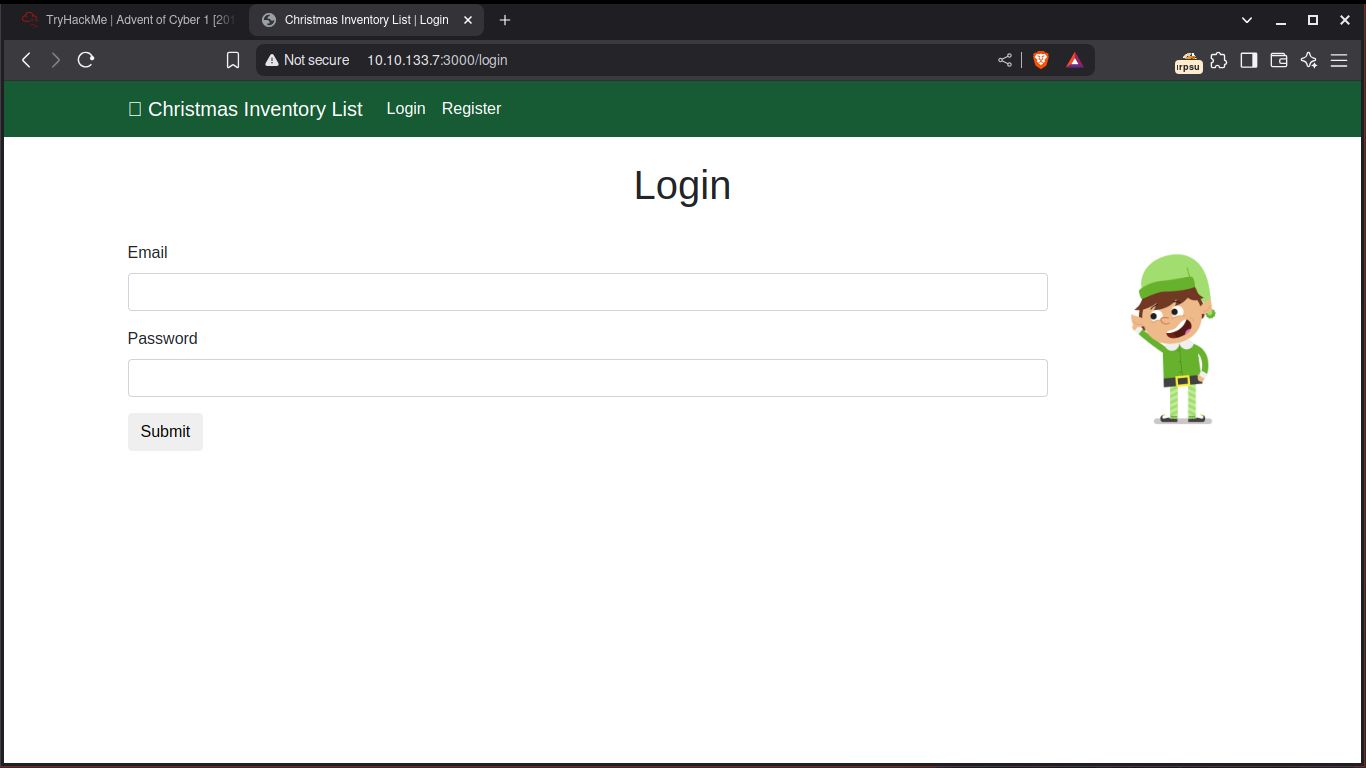 TryHackMe | Advent of Cyber 1 [201
Christmas Inventory List | Login
Not secure 10.10.133.7:3000/login
irpsu
Christmas Inventory List Login Register
Login
Email
Password
Submit